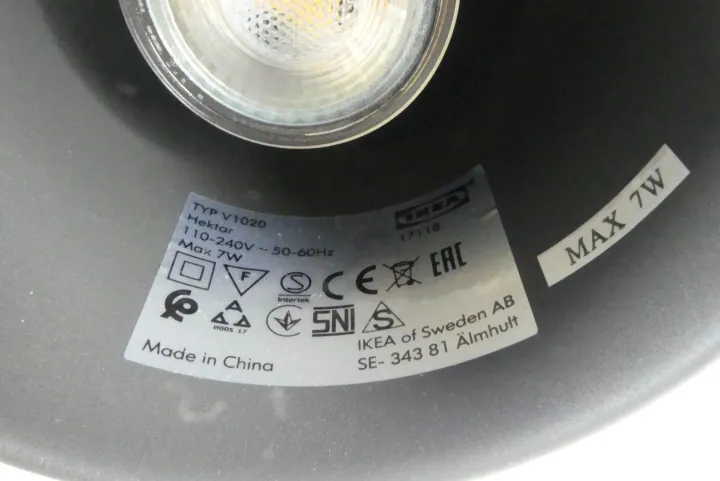 TYP V1020
Hektar
110-240V ~ 50-60Hz
Max 7W
IKEA
17118
F
S
Intertek
CE
EAC
И005 17
SNI
S
Made in China
IKEA of Sweden AB
SE- 343 81 Älmhult
MAX 7W